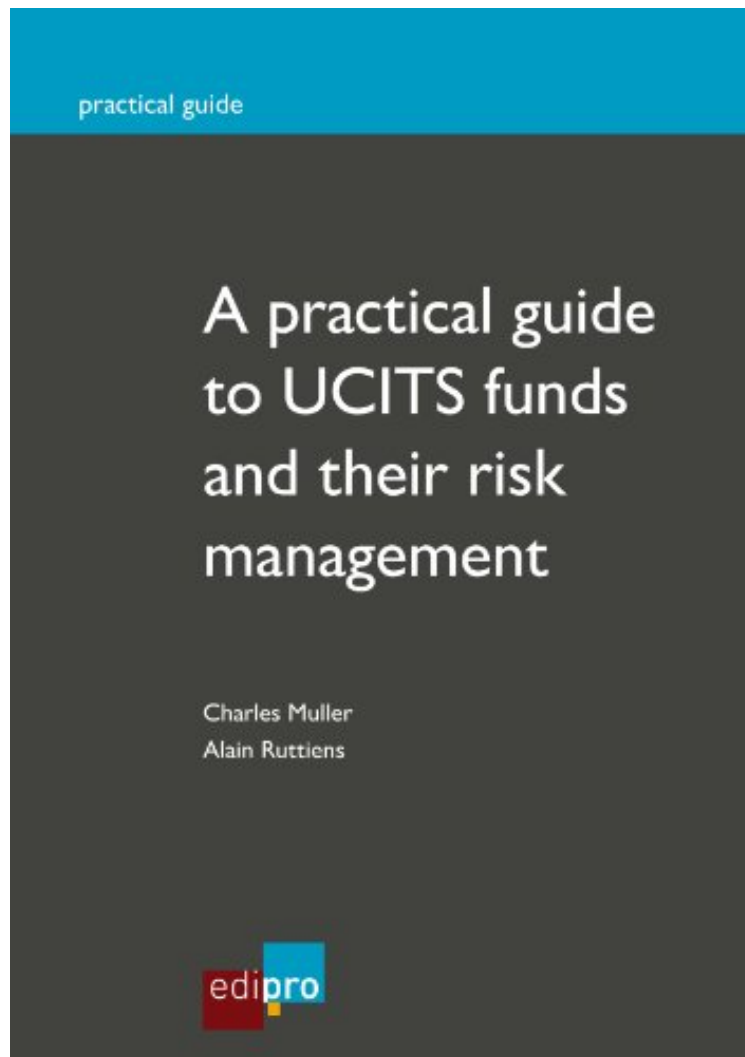 practical guide
A practical guide
to UCITS funds
and their risk
management
Charles Muller
Alain Ruttiens
edipro